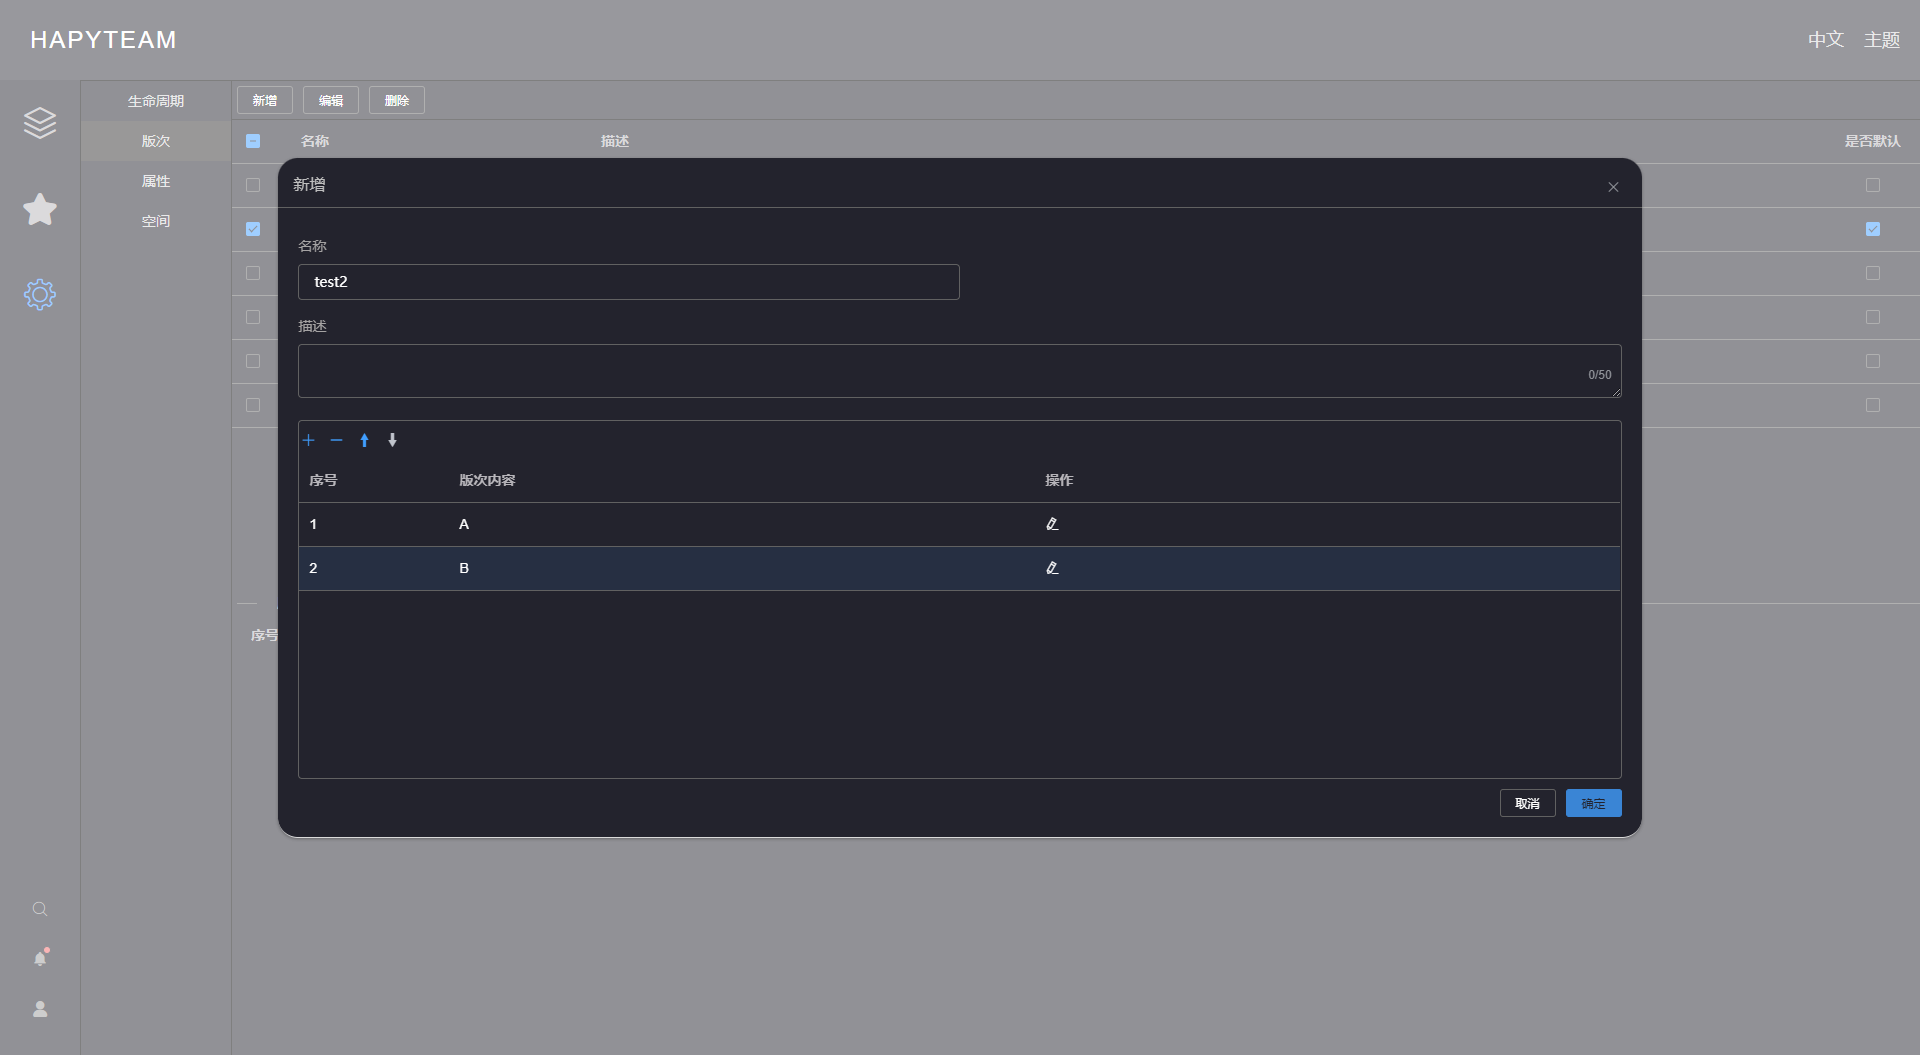 HAPYTEAM
中文 主题
生命周期
版次
属性
空间
新增 编辑 删除
名称 描述 是否默认
新增
名称
test2
描述
0/50
序号 版次内容 操作
1 A
2 B
序号
取消 确定